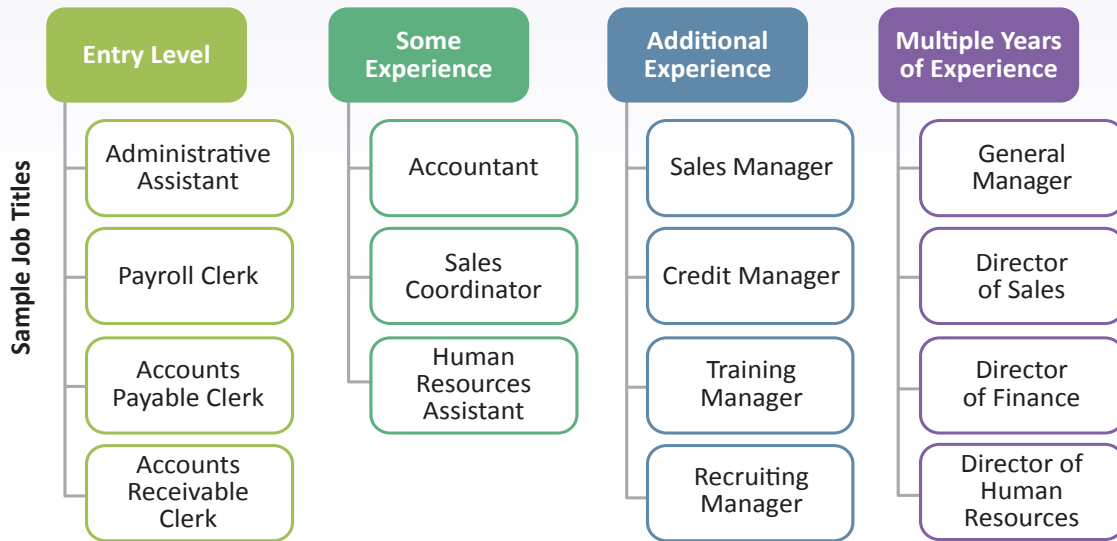 Entry Level
Some
Experience
Additional
Experience
Multiple Years
of Experience
Sample Job Titles
Administrative
Assistant
Payroll Clerk
Accounts
Payable Clerk
Accounts
Receivable
Clerk
Accountant
Sales
Coordinator
Human
Resources
Assistant
Sales Manager
Credit Manager
Training
Manager
Recruiting
Manager
General
Manager
Director
of Sales
Director
of Finance
Director of
Human
Resources